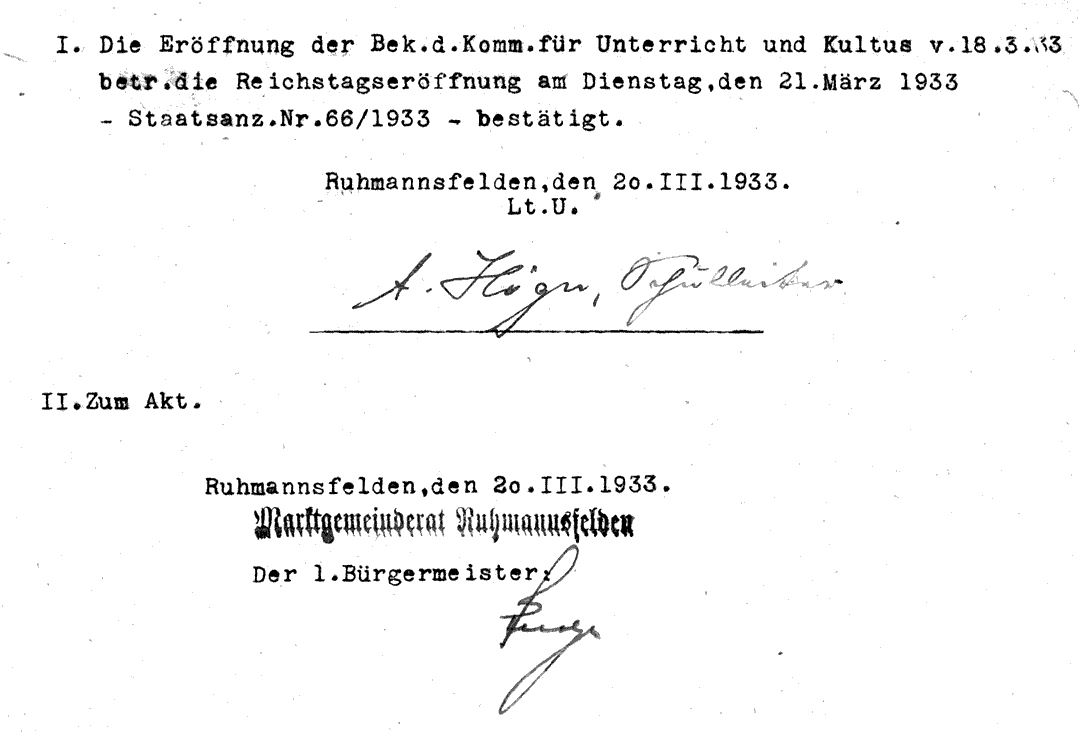 I. Die Eröffnung der Bek.d.Komm.für Unterricht und Kultus v.18.3.33
betr.die Reichstagseröffnung am Dienstag,den 21.März 1933
- Staatsanz.Nr.66/1933 - bestätigt.
Ruhmannsfelden,den 2o.III.1933.
Lt.U.
A. Högn, Schulleiter
II.Zum Akt.
Ruhmannsfelden,den 2o.III.1933.
Marktgemeinderat Ruhmannsfelden
Der 1.Bürgermeister: